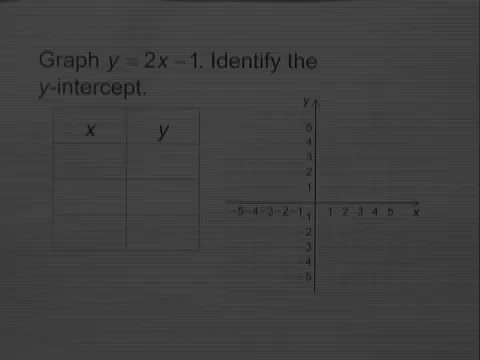 Graph y = 2x – 1. Identify the
y-intercept.
x y
y
5
4
3
2
1
–5 –4 –3 –2 –1 1 2 3 4 5 x
1
2
3
–4
–5